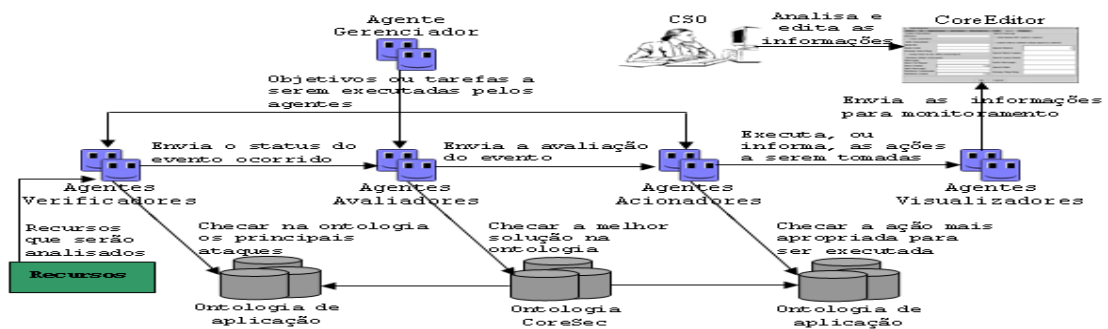 Agente
Gerenciador
CSO
Analisa e
edita as
informações
CoreEditor
Objetivos ou tarefas a
serem executadas pelos
agentes
Envia as informações
para monitoramento
Envia o status do
evento ocorrido
Envia a avaliação
do evento
Executa, ou
informa, as ações
a serem tomadas
Agentes
Verificadores
Agentes
Avaliadores
Agentes
Acionadores
Agentes
Visualizadores
Recursos
que serão
analisados
Checar na ontologia
os principais
ataques
Checar a melhor
solução na
ontologia
Checar a ação mais
apropriada para
ser executada
Recursos
Ontologia de
aplicação
Ontologia
CoreSec
Ontologia de
aplicação